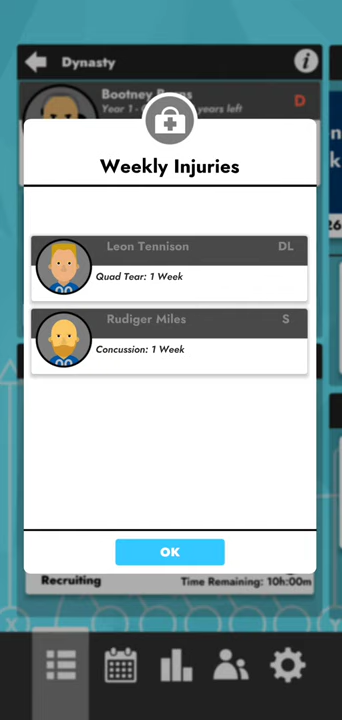 Dynasty
i
Bootney
D
Year 1
years left
Weekly Injuries
Leon Tennison DL
Quad Tear: 1 Week
Rudiger Miles S
Concussion: 1 Week
OK
Recruiting Time Remaining: 10h:00m
X